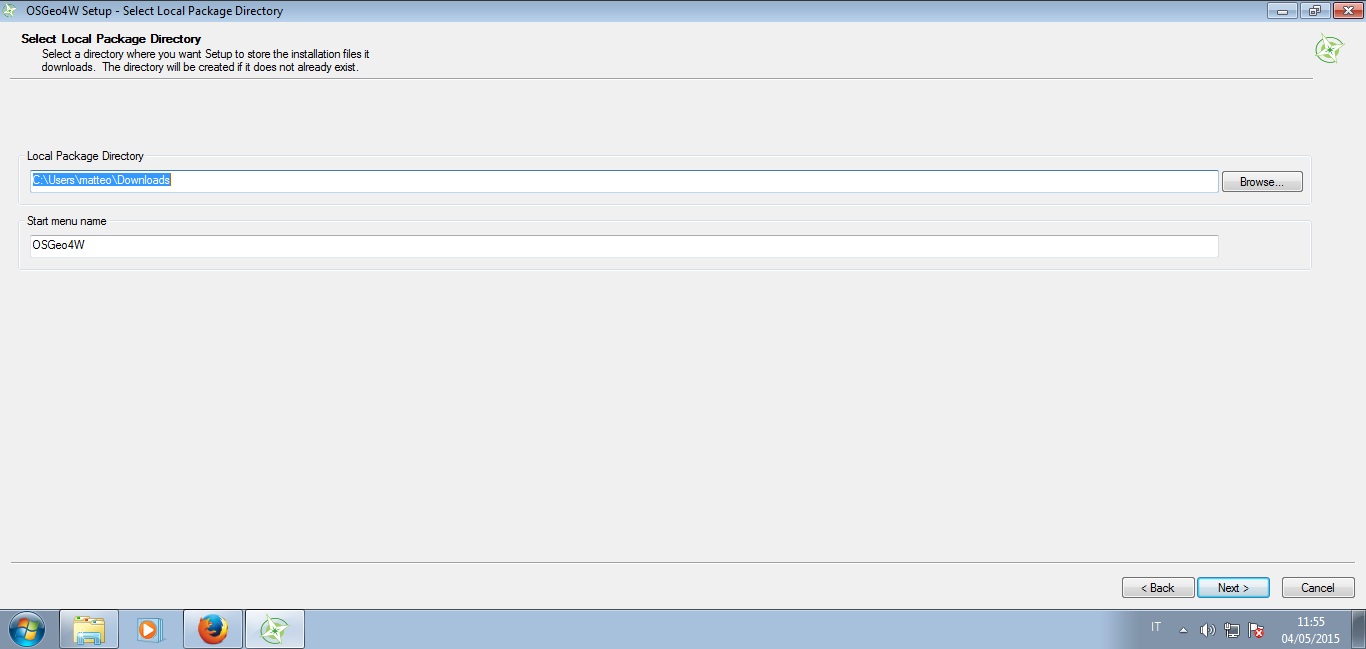 OSGeo4W Setup - Select Local Package Directory
Select Local Package Directory
Select a directory where you want Setup to store the installation files it
downloads.  The directory will be created if it does not already exist.
Local Package Directory
C:\Users\matteo\Downloads
Browse...
Start menu name
OSGeo4W
< Back
Next >
Cancel
IT
11:55
04/05/2015